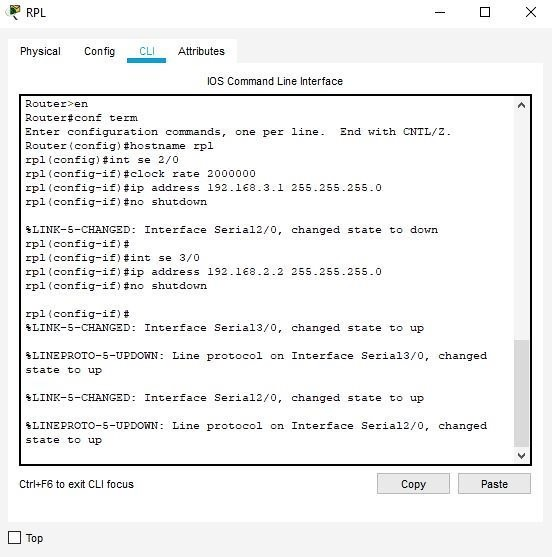 RPL
Physical Config CLI Attributes
IOS Command Line Interface
Router>en
Router#conf term
Enter configuration commands, one per line.  End with CNTL/Z.
Router(config)#hostname rpl
rpl(config)#int se 2/0
rpl(config-if)#clock rate 2000000
rpl(config-if)#ip address 192.168.3.1 255.255.255.0
rpl(config-if)#no shutdown
%LINK-5-CHANGED: Interface Serial2/0, changed state to down
rpl(config-if)#
rpl(config-if)#int se 3/0
rpl(config-if)#ip address 192.168.2.2 255.255.255.0
rpl(config-if)#no shutdown
rpl(config-if)#
%LINK-5-CHANGED: Interface Serial3/0, changed state to up
%LINEPROTO-5-UPDOWN: Line protocol on Interface Serial3/0, changed
state to up
%LINK-5-CHANGED: Interface Serial2/0, changed state to up
%LINEPROTO-5-UPDOWN: Line protocol on Interface Serial2/0, changed
state to up
Ctrl+F6 to exit CLI focus Copy Paste
Top